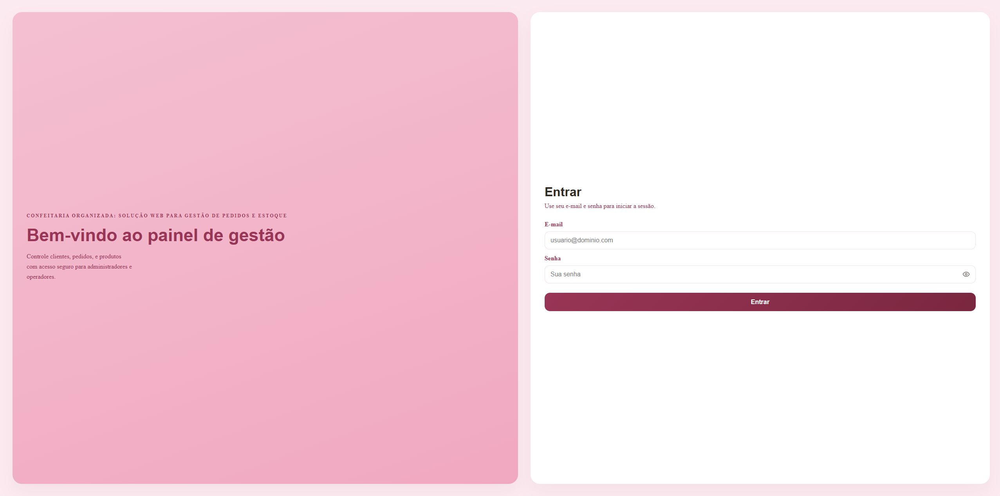 CONFEITARIA ORGANIZADA: SOLUÇÃO WEB PARA GESTÃO DE PEDIDOS E ESTOQUE
Bem-vindo ao painel de gestão
Controle clientes, pedidos, e produtos
com acesso seguro para administradores e
operadores.
Entrar
Use seu e-mail e senha para iniciar a sessão.
E-mail
usuario@dominio.com
Senha
Sua senha
Entrar